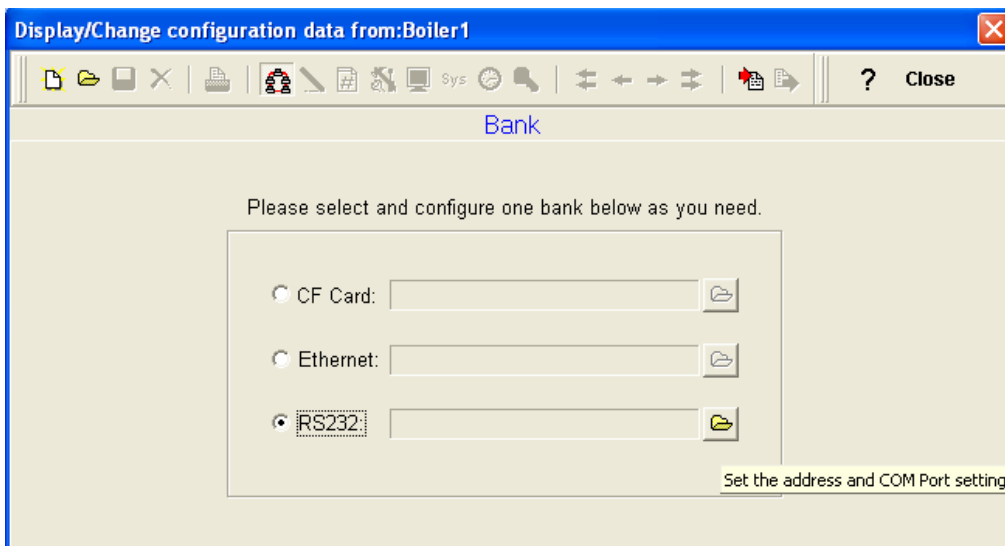 Display/Change configuration data from:Boiler1
# Sys ? Close
Bank
Please select and configure one bank below as you need.
CF Card:
Ethernet:
RS232:
Set the address and COM Port setting